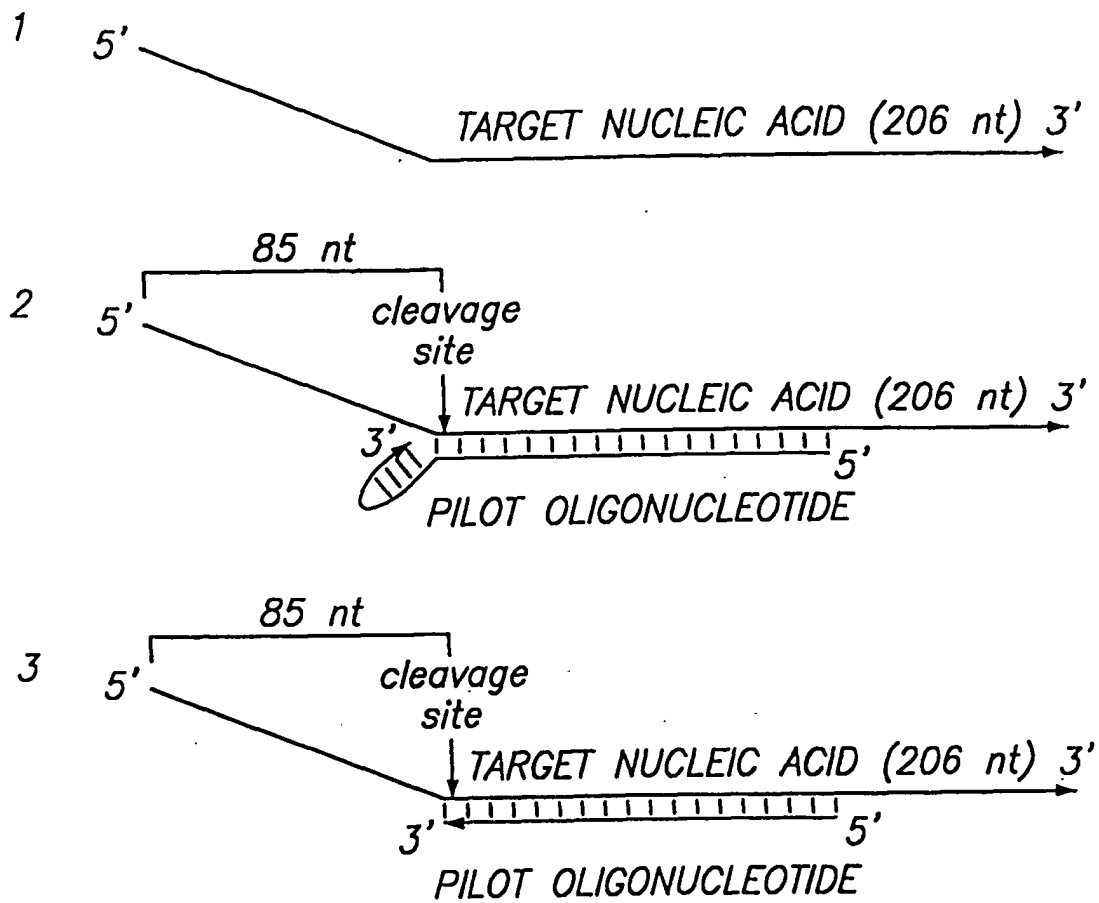 1
5'
TARGET NUCLEIC ACID (206 nt) 3'
85 nt
2
5'
cleavage
site
TARGET NUCLEIC ACID (206 nt) 3'
3'
5'
PILOT OLIGONUCLEOTIDE
85 nt
3
5'
cleavage
site
TARGET NUCLEIC ACID (206 nt) 3'
3'
5'
PILOT OLIGONUCLEOTIDE